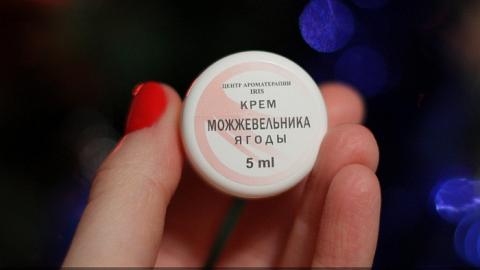 ЦЕНТР АРОМАТЕРАПИИ
IRIS
КРЕМ
МОЖЖЕВЕЛЬНИКА
ЯГОДЫ
5 ml